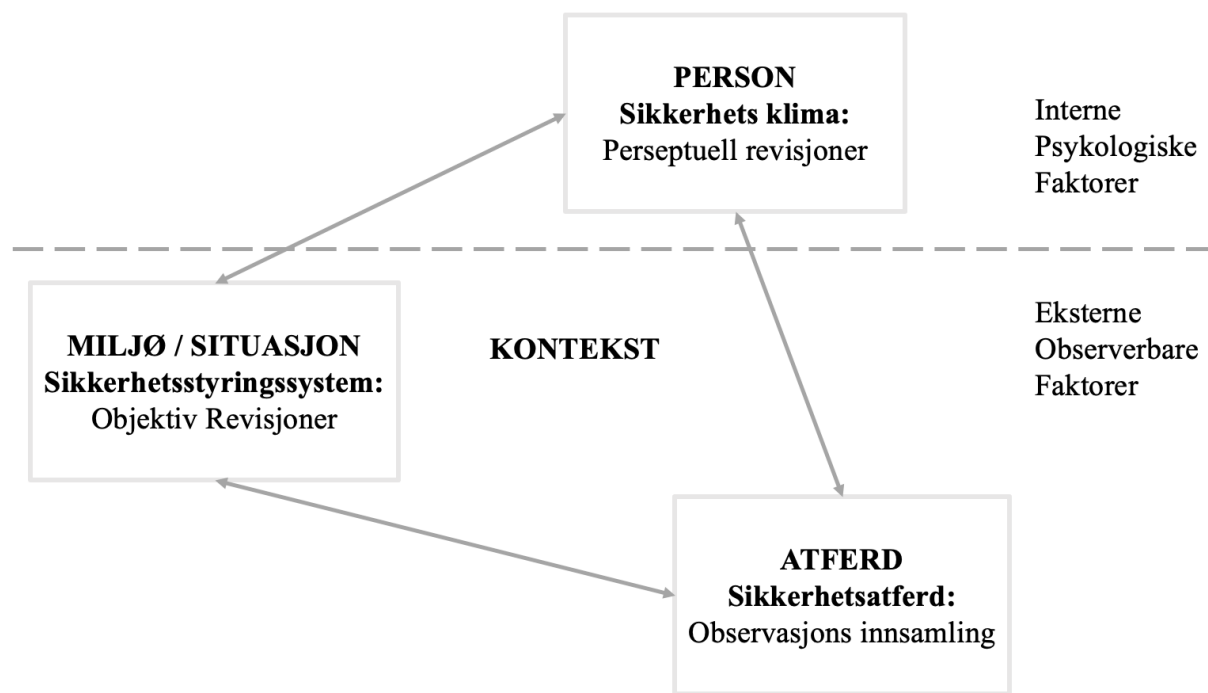 PERSON
Sikkerhets klima:
Perseptuell revisjoner
Interne
Psykologiske
Faktorer
MILJØ / SITUASJON
Sikkerhetsstyringssystem:
Objektiv Revisjoner
KONTEKST
Eksterne
Observerbare
Faktorer
ATFERD
Sikkerhetsatferd:
Observasjons innsamling